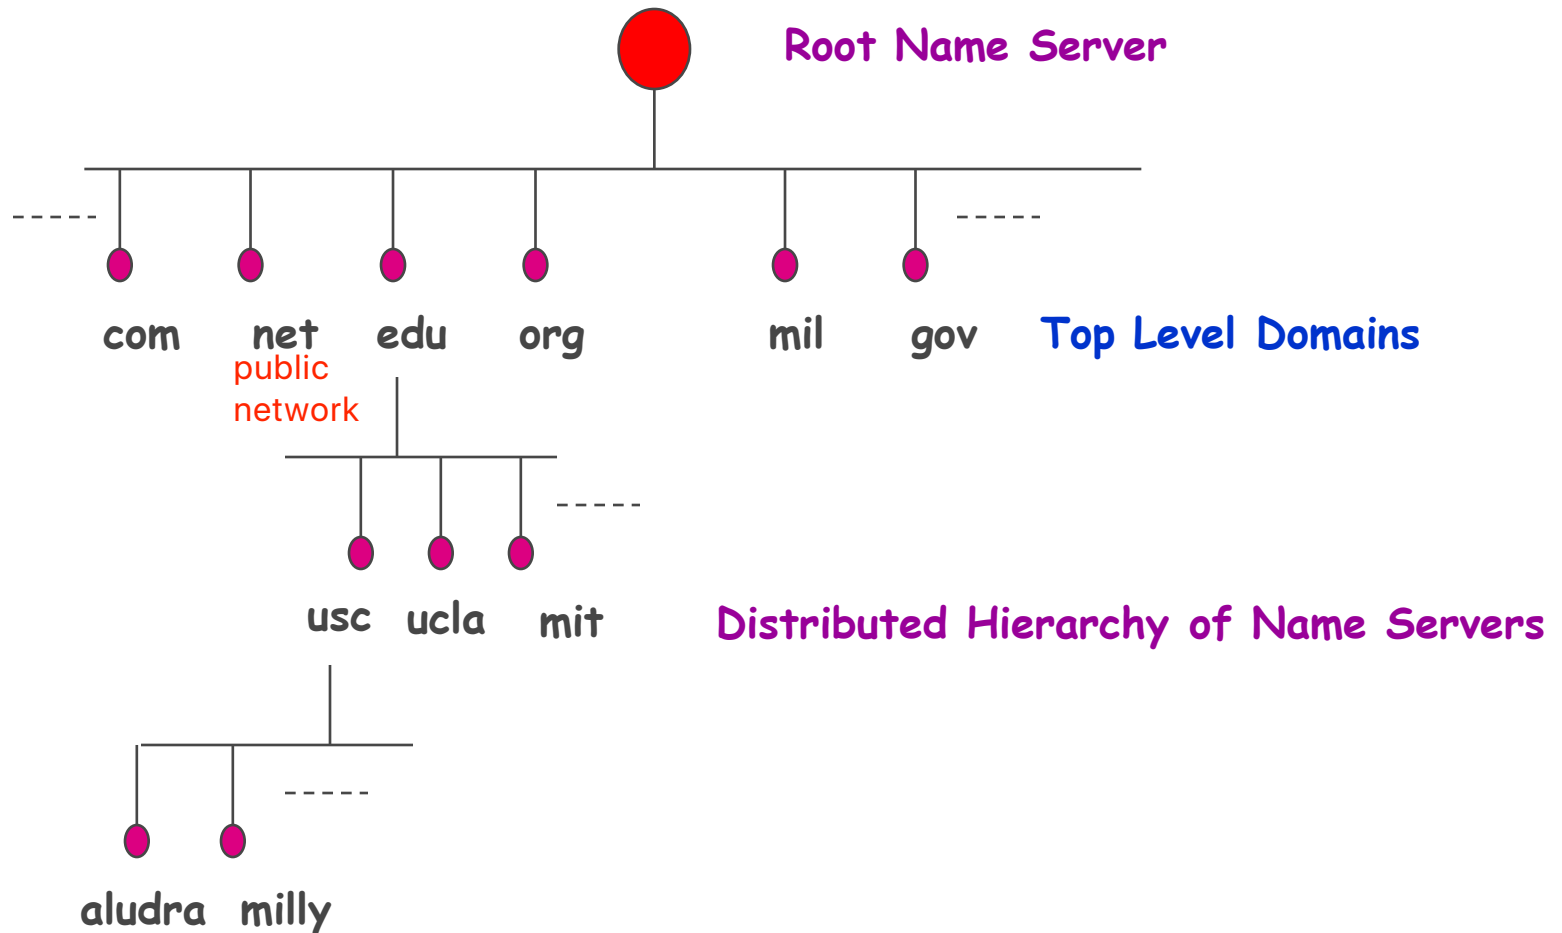 Root Name Server
com net edu org mil gov Top Level Domains
public
network
usc ucla mit Distributed Hierarchy of Name Servers
aludra milly